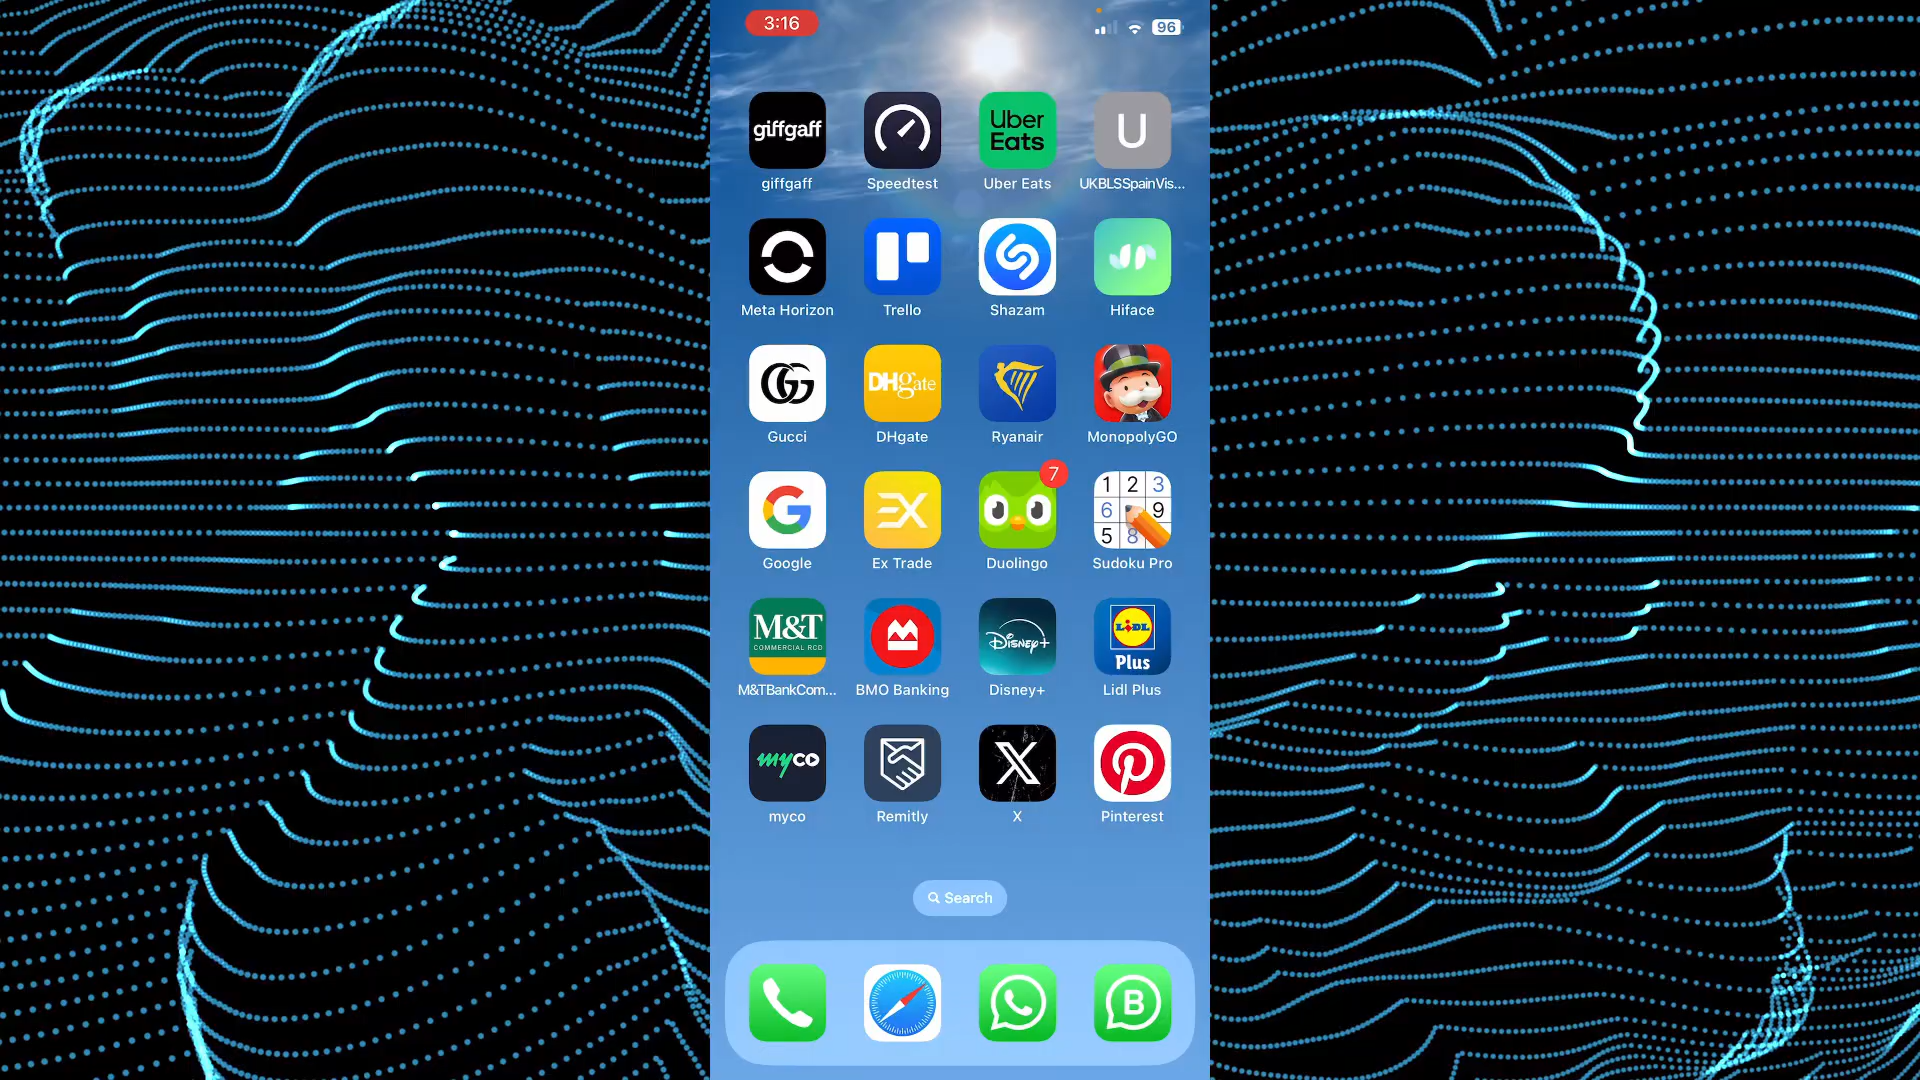 3:16
96
giffgaff
Uber
Eats
U
giffgaff
Speedtest
Uber Eats
UKBLSSpainVis...
Meta Horizon
Trello
Shazam
Hiface
DHgate
Gucci
DHgate
Ryanair
MonopolyGO
G
EX
7
1 2 3
6 9
5 8
Google
Ex Trade
Duolingo
Sudoku Pro
M&T
COMMERCIAL RCD
Disney+
LIDL
Plus
M&TBankCom...
BMO Banking
Disney+
Lidl Plus
myco
X
myco
Remitly
X
Pinterest
Search
B